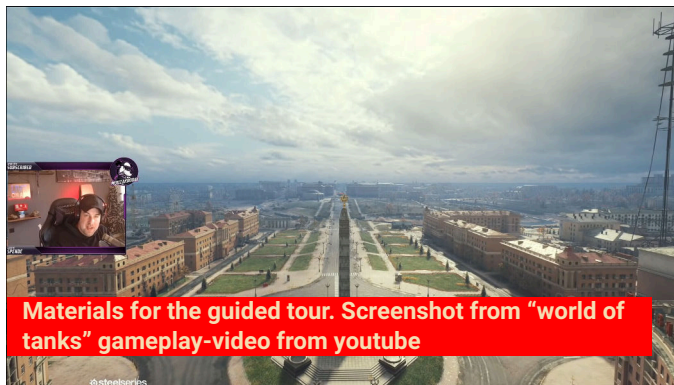 Materials for the guided tour. Screenshot from “world of
tanks” gameplay-video from youtube
steelseries